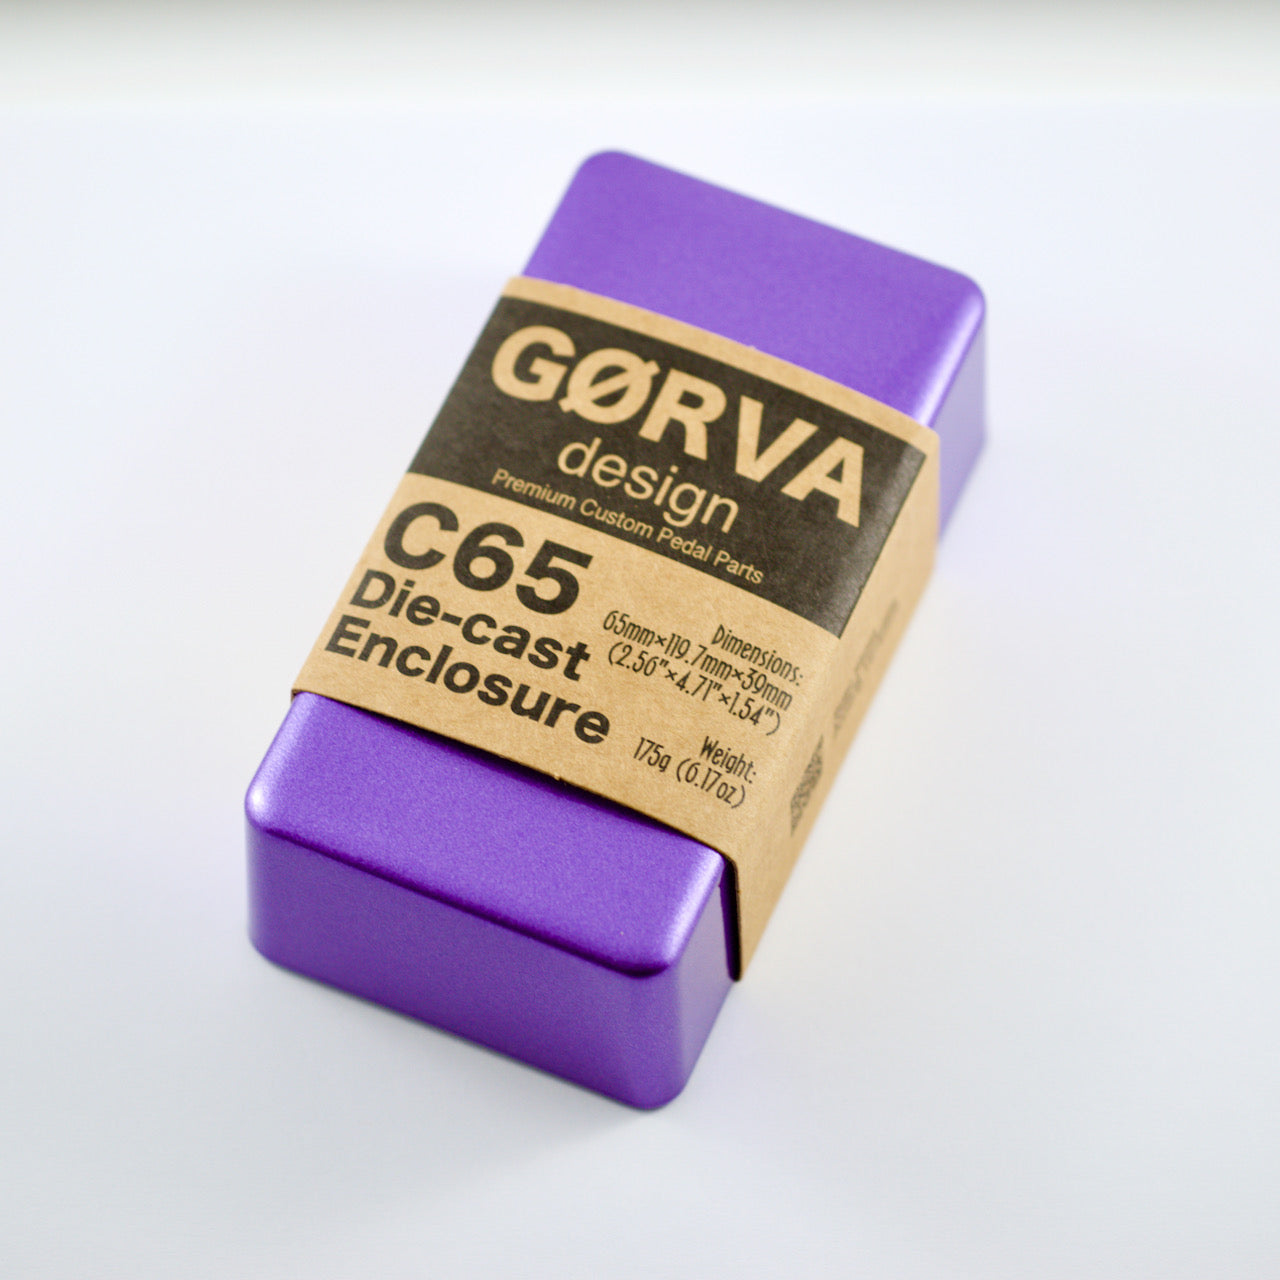 GØRVA
design
Premium Custom Pedal Parts
C65
Die-cast
Enclosure
Dimensions:
65mm×119.7mm×39mm
(2.56"×4.71"×1.54")
Weight:
175g (6.17oz)